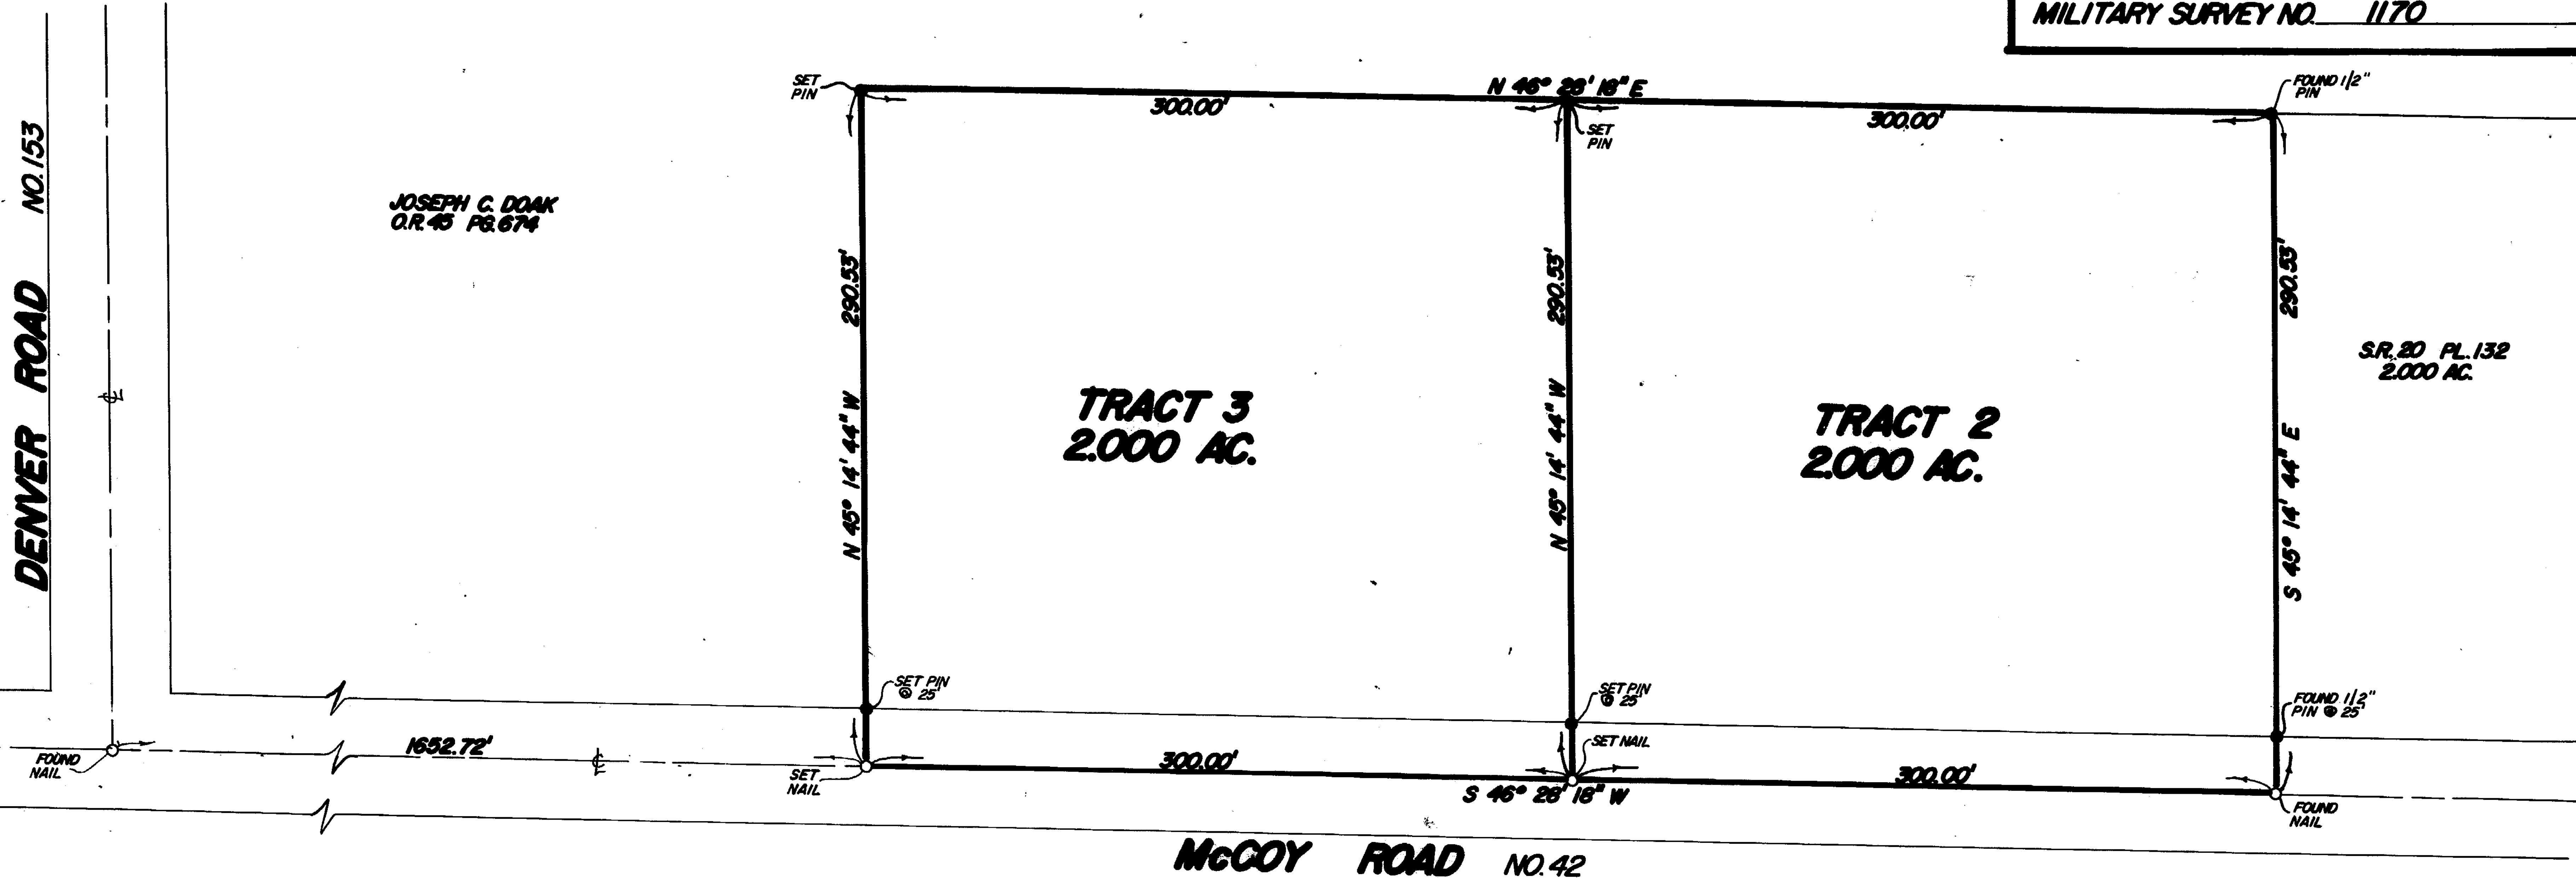 MILITARY SURVEY NO. 1170
SET
PIN
N 46° 28' 18" E
FOUND 1/2"
PIN
300.00'
300.00'
SET
PIN
NO. 153
DENVER ROAD
JOSEPH C. DOAK
O.R. 45 PG. 674
290.53'
N 45° 14' 44" W
290.53'
N 45° 14' 44" W
290.53'
S 45° 14' 44" E
S.R. 20 PL. 132
2.000 AC.
TRACT 3
2.000 AC.
TRACT 2
2.000 AC.
SET PIN
@ 25'
SET PIN
@ 25'
FOUND 1/2"
PIN @ 25'
FOUND
NAIL
1652.72'
SET
NAIL
300.00'
SET NAIL
300.00'
S 46° 28' 18" W
FOUND
NAIL
McCOY ROAD NO. 42